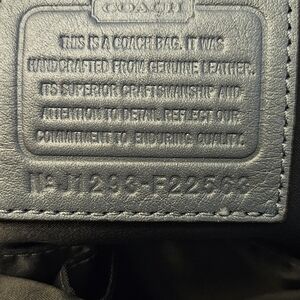 COACH
THIS IS A COACH BAG. IT WAS
HANDCRAFTED FROM GENUINE LEATHER.
ITS SUPERIOR CRAFTSMANSHIP AND
ATTENTION TO DETAIL REFLECT OUR
COMMITMENT TO ENDURING QUALITY.
Nº J1293-F22563